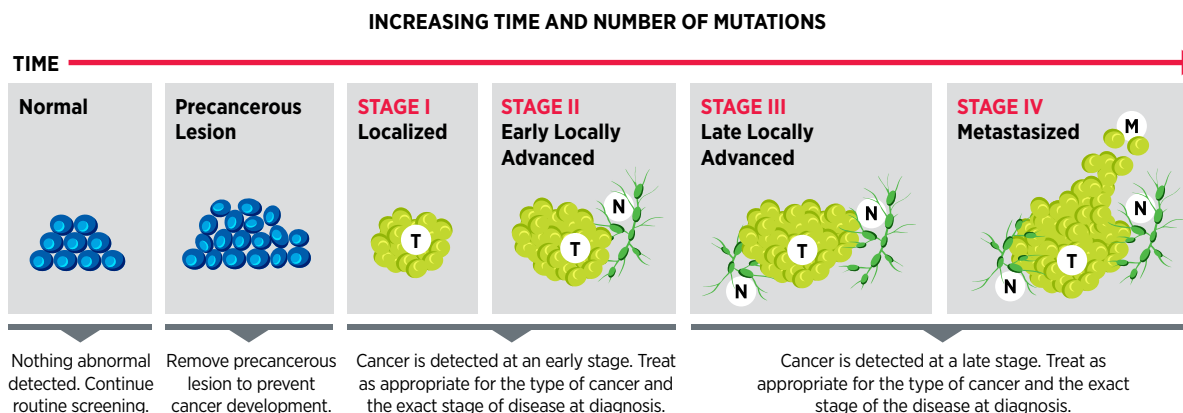 INCREASING TIME AND NUMBER OF MUTATIONS
TIME
Normal
Precancerous
Lesion
STAGE I
Localized
STAGE II
Early Locally
Advanced
STAGE III
Late Locally
Advanced
STAGE IV
Metastasized
T
T
N
T
N
N
T
N
N
M
Nothing abnormal
detected. Continue
routine screening.
Remove precancerous
lesion to prevent
cancer development.
Cancer is detected at an early stage. Treat
as appropriate for the type of cancer and
the exact stage of disease at diagnosis.
Cancer is detected at a late stage. Treat as
appropriate for the type of cancer and the exact
stage of the disease at diagnosis.